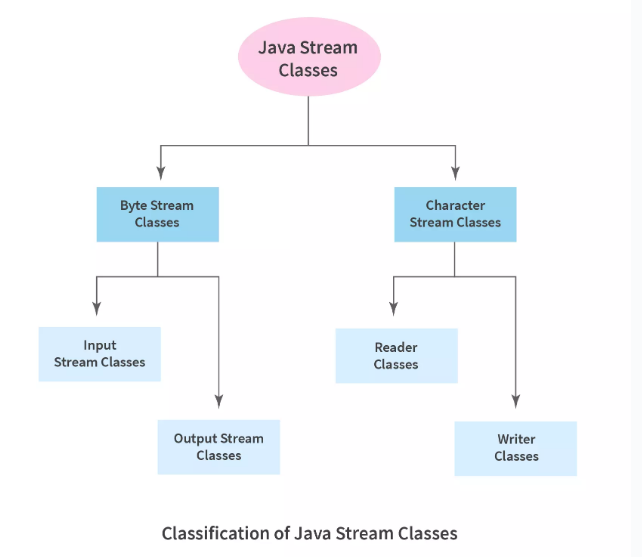 Java Stream
Classes
Byte Stream
Classes
Character
Stream Classes
Input
Stream Classes
Reader
Classes
Output Stream
Classes
Writer
Classes
Classification of Java Stream Classes